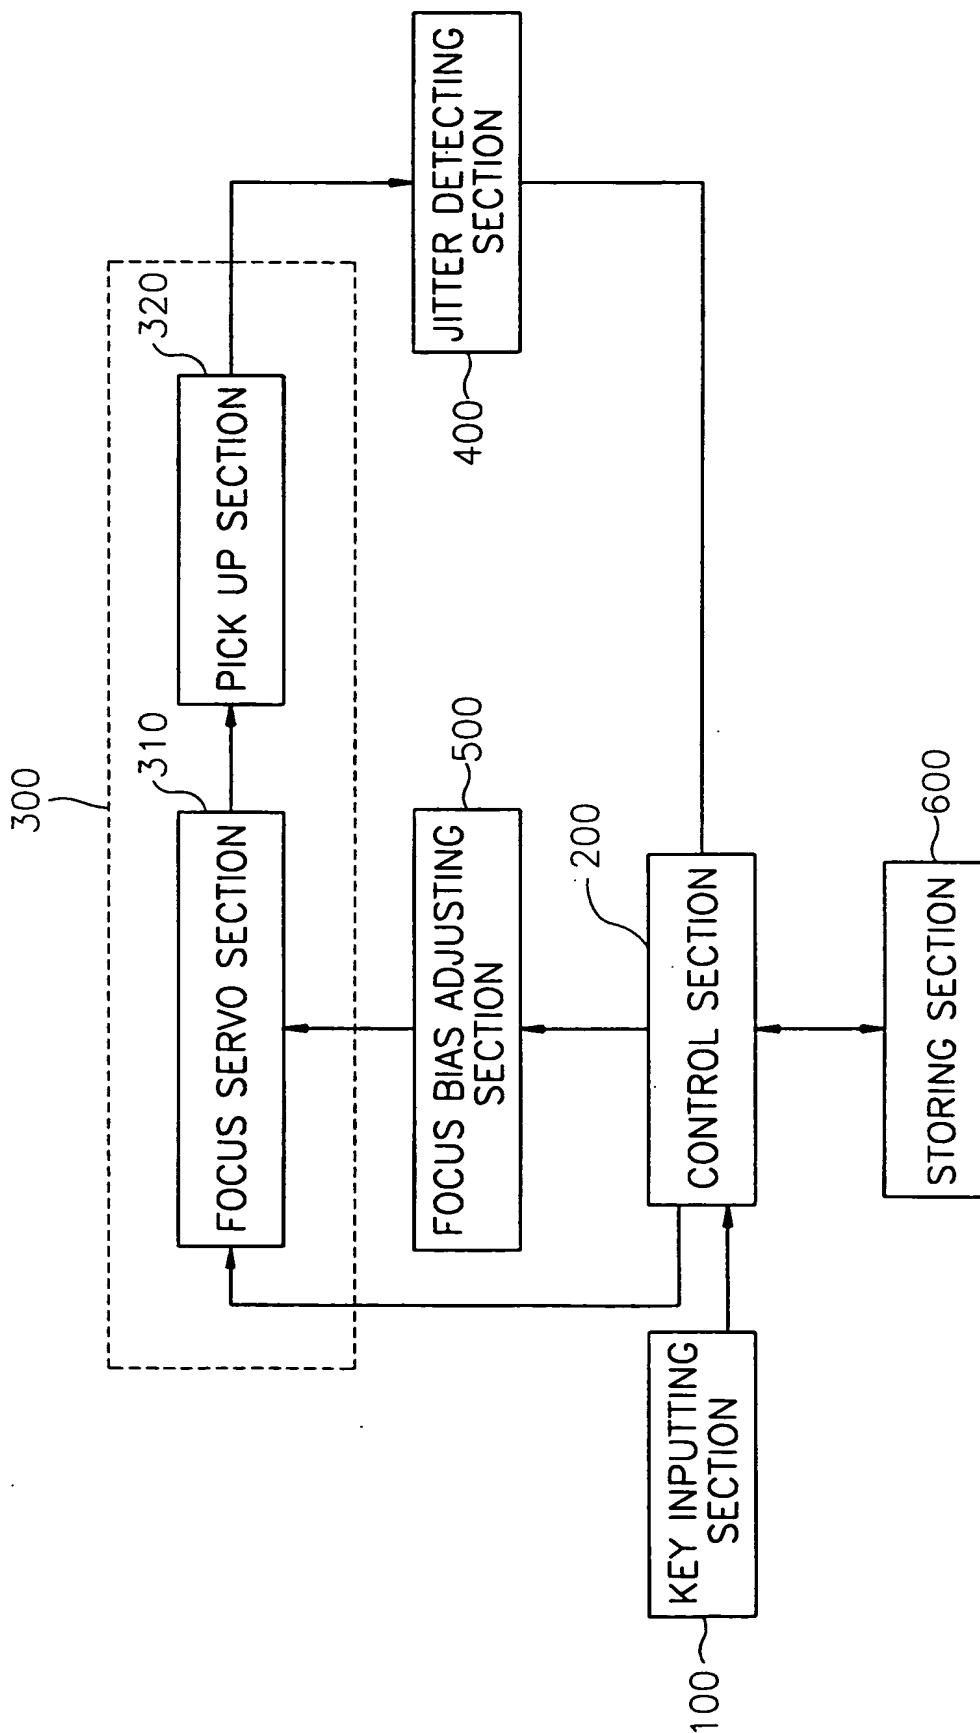 300
310
FOCUS SERVO SECTION
320
PICK UP SECTION
500
FOCUS BIAS ADJUSTING
SECTION
400
JITTER DETECTING
SECTION
200
CONTROL SECTION
100
KEY INPUTTING
SECTION
600
STORING SECTION